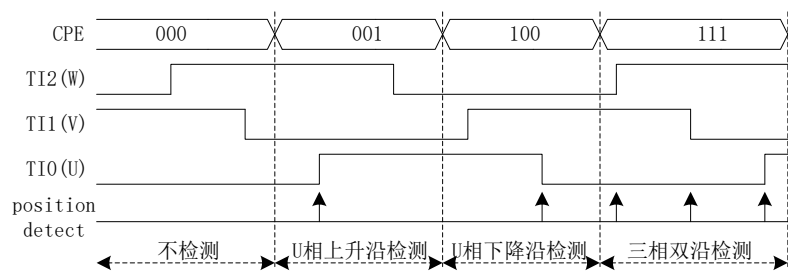 CPE 000 001 100 111
TI2(W)
TI1(V)
TI0(U)
position
detect
不检测 U相上升沿检测 U相下降沿检测 三相双沿检测